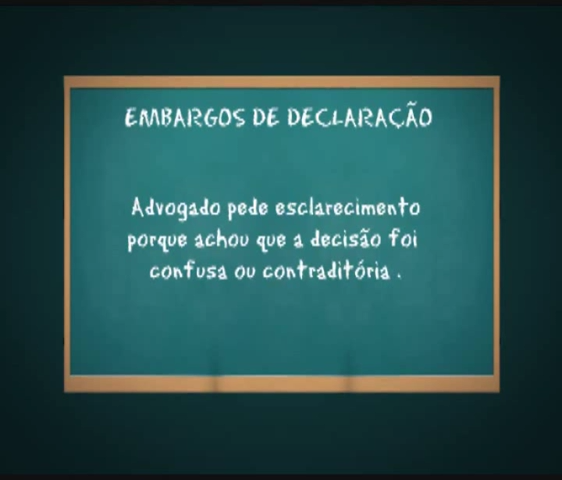 EMBARGOS DE DECLARAÇÃO
Advogado pede esclarecimento
porque achou que a decisão foi
confusa ou contraditória .